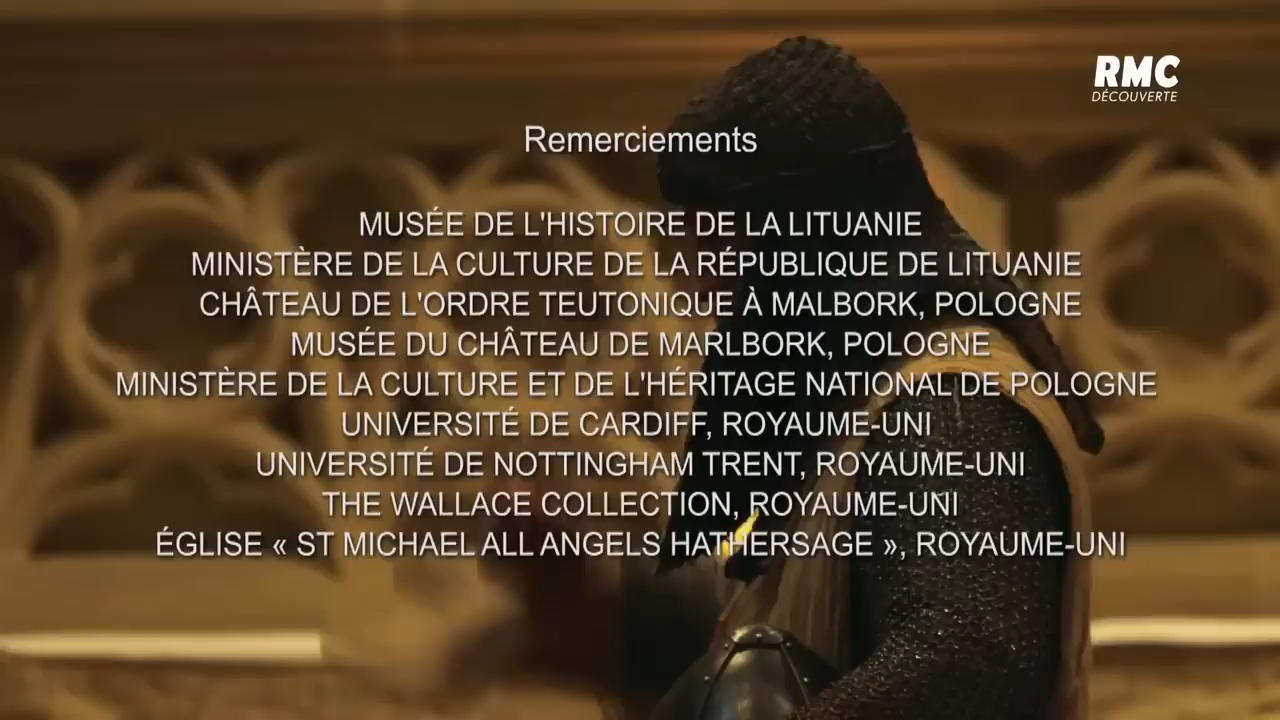 RMC
DÉCOUVERTE
Remerciements
MUSÉE DE L'HISTOIRE DE LA LITUANIE
MINISTÈRE DE LA CULTURE DE LA RÉPUBLIQUE DE LITUANIE
CHÂTEAU DE L'ORDRE TEUTONIQUE À MALBORK, POLOGNE
MUSÉE DU CHÂTEAU DE MARLBORK, POLOGNE
MINISTÈRE DE LA CULTURE ET DE L'HÉRITAGE NATIONAL DE POLOGNE
UNIVERSITÉ DE CARDIFF, ROYAUME-UNI
UNIVERSITÉ DE NOTTINGHAM TRENT, ROYAUME-UNI
THE WALLACE COLLECTION, ROYAUME-UNI
ÉGLISE « ST MICHAEL ALL ANGELS HATHERSAGE », ROYAUME-UNI